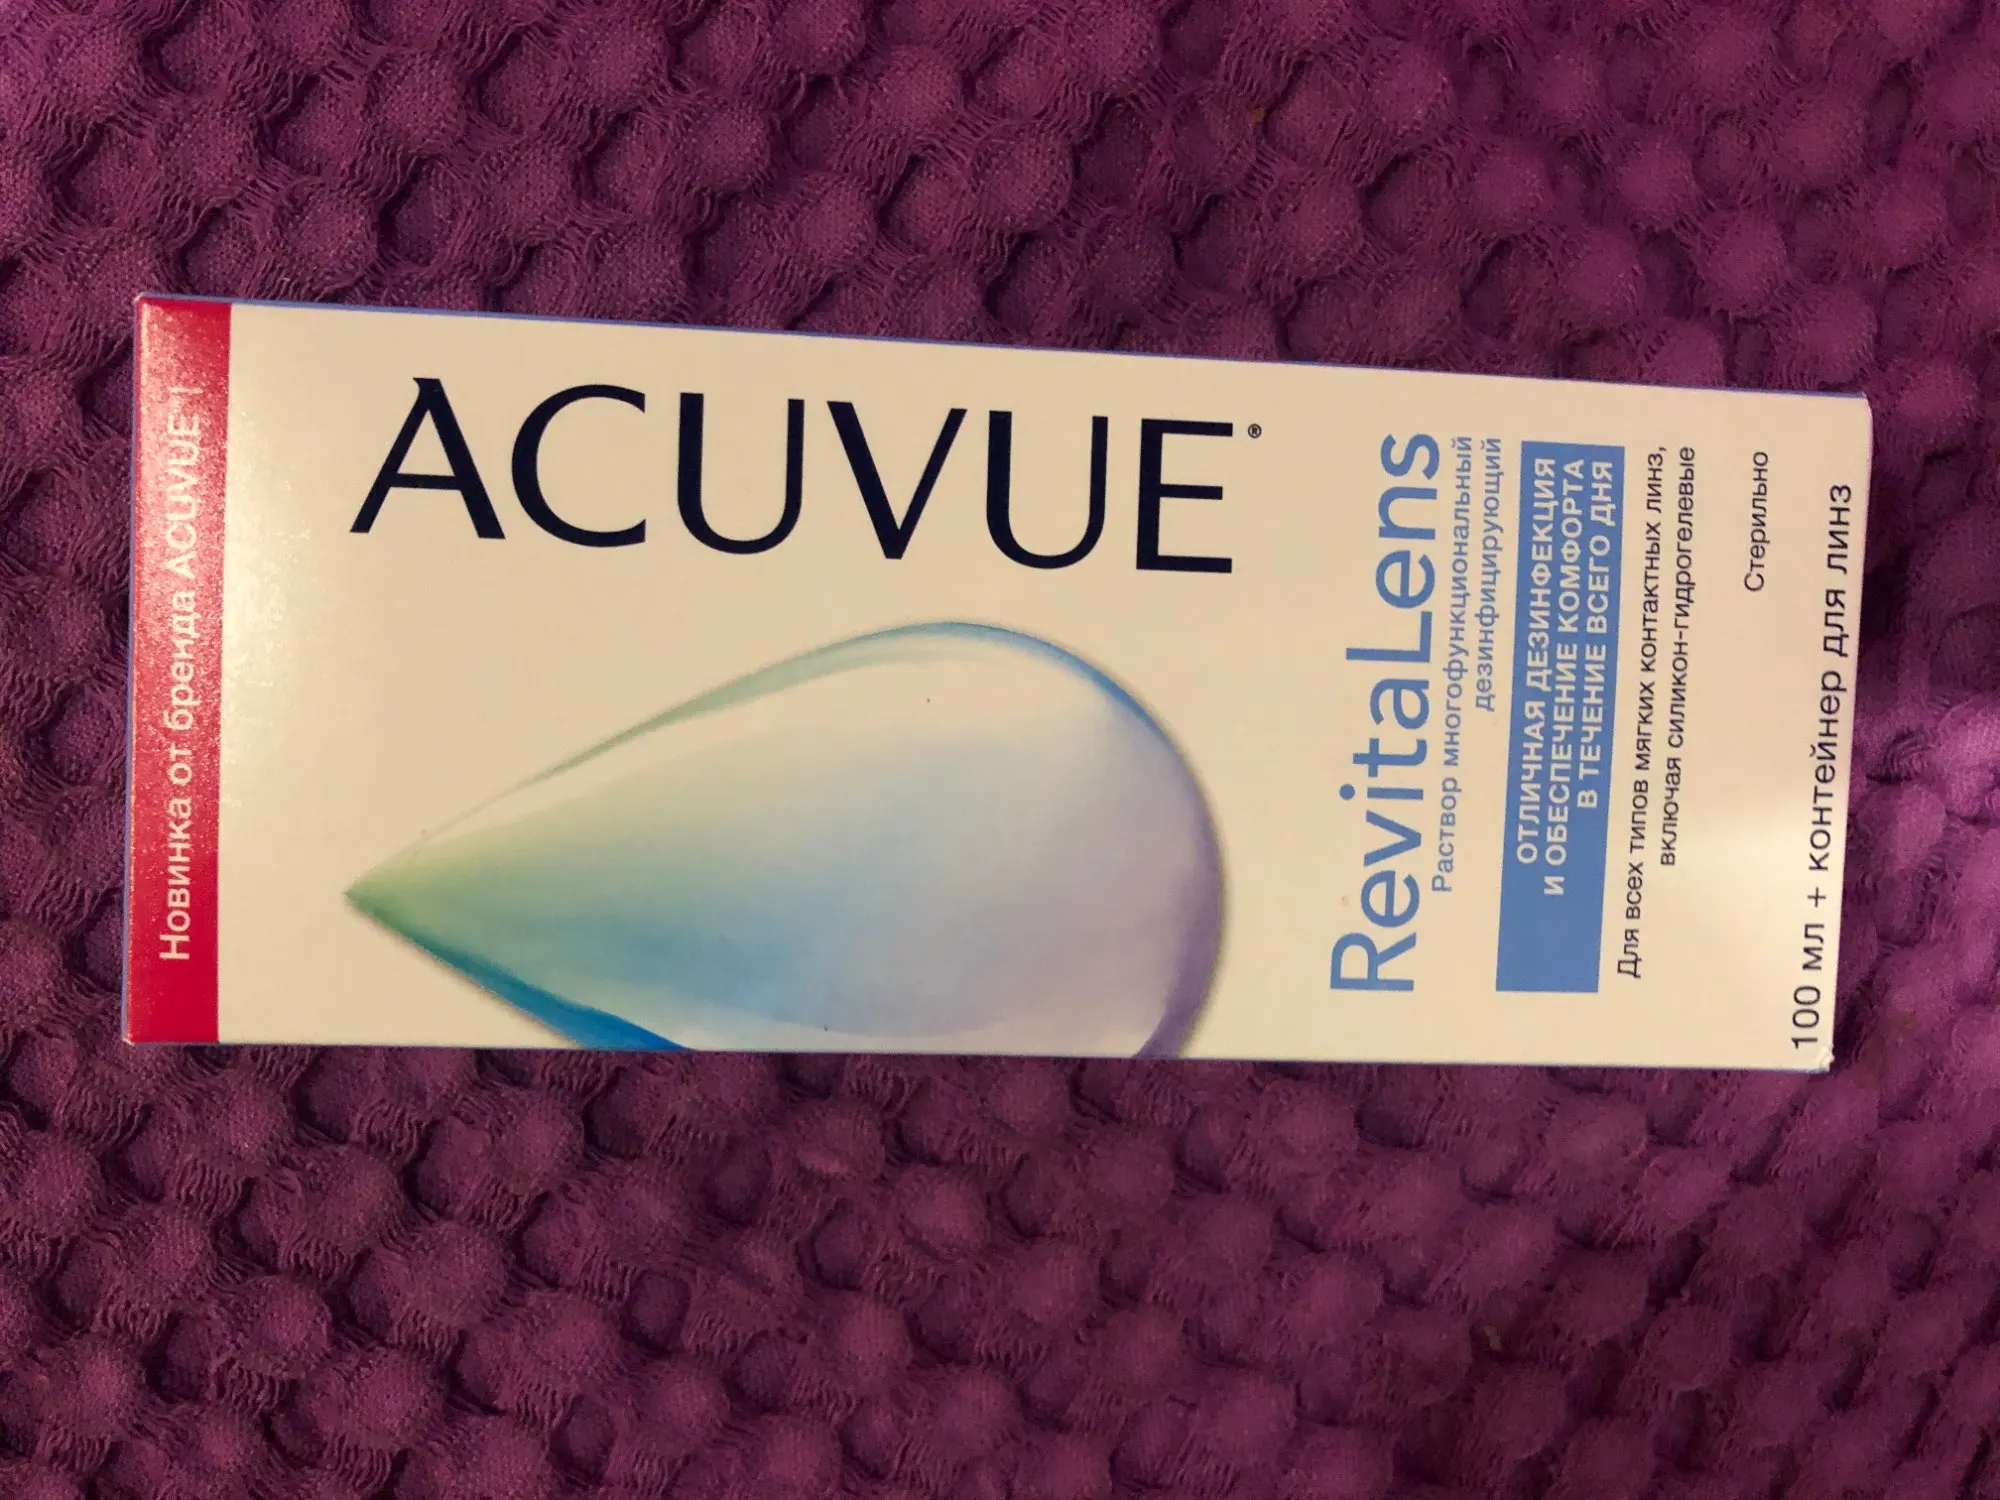 Новинка от бренда ACUVUE !
ACUVUE®
RevitaLens
Раствор многофункциональный
дезинфицирующий
ОТЛИЧНАЯ ДЕЗИНФЕКЦИЯ
И ОБЕСПЕЧЕНИЕ КОМФОРТА
В ТЕЧЕНИЕ ВСЕГО ДНЯ
Для всех типов мягких контактных линз,
включая силикон-гидрогелевые
Стерильно
100 мл + контейнер для линз